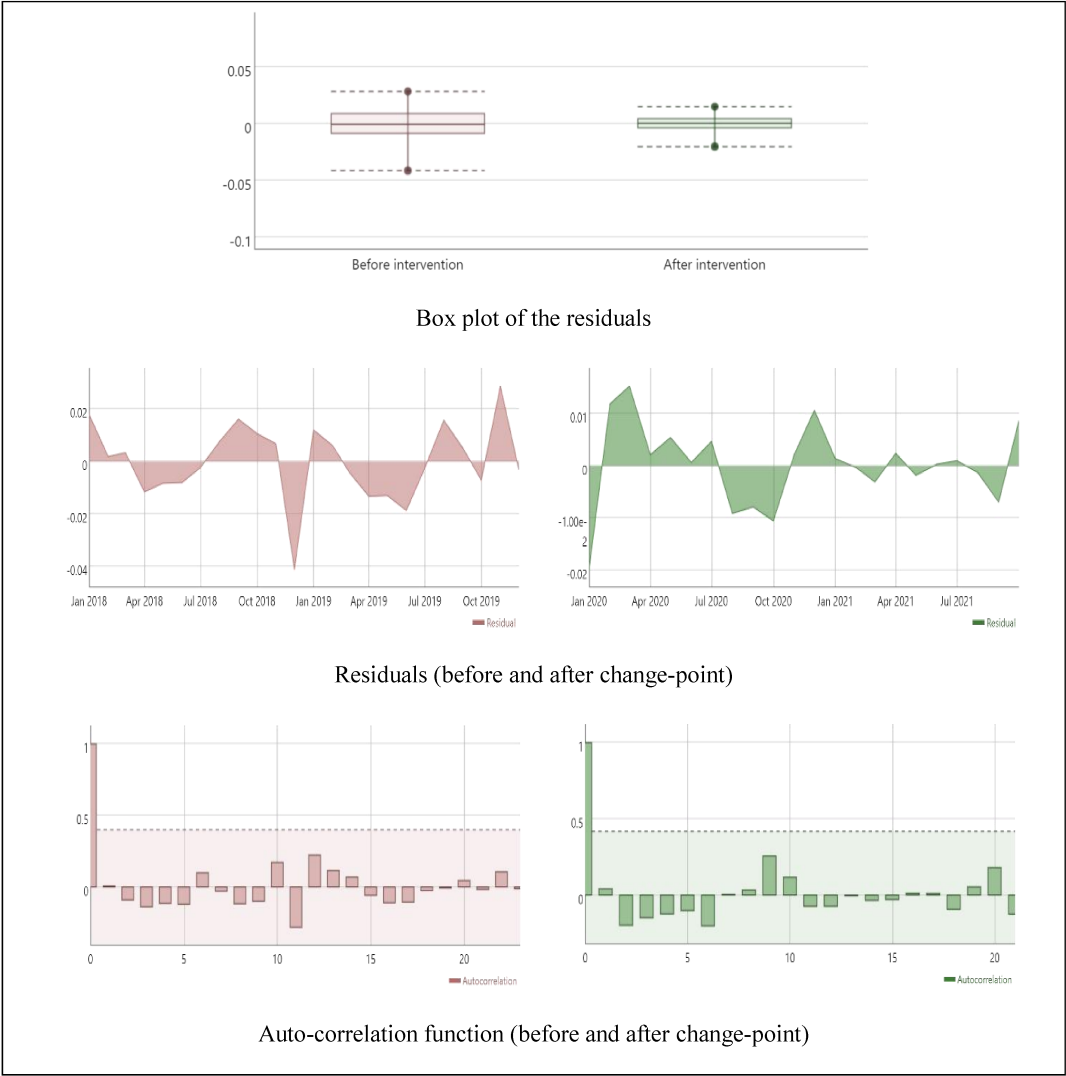 0.05
0
-0.05
-0.1
Before intervention After intervention
Box plot of the residuals
0.02
0
-0.02
-0.04
Jan 2018 Apr 2018 Jul 2018 Oct 2018 Jan 2019 Apr 2019 Jul 2019 Oct 2019
Residual
0.01
0
-1.00e-
2
-0.02
Jan 2020 Apr 2020 Jul 2020 Oct 2020 Jan 2021 Apr 2021 Jul 2021
Residual
Residuals (before and after change-point)
1
0.5
0
0 5 10 15 20
Autocorrelation
1
0.5
0
0 5 10 15 20
Autocorrelation
Auto-correlation function (before and after change-point)